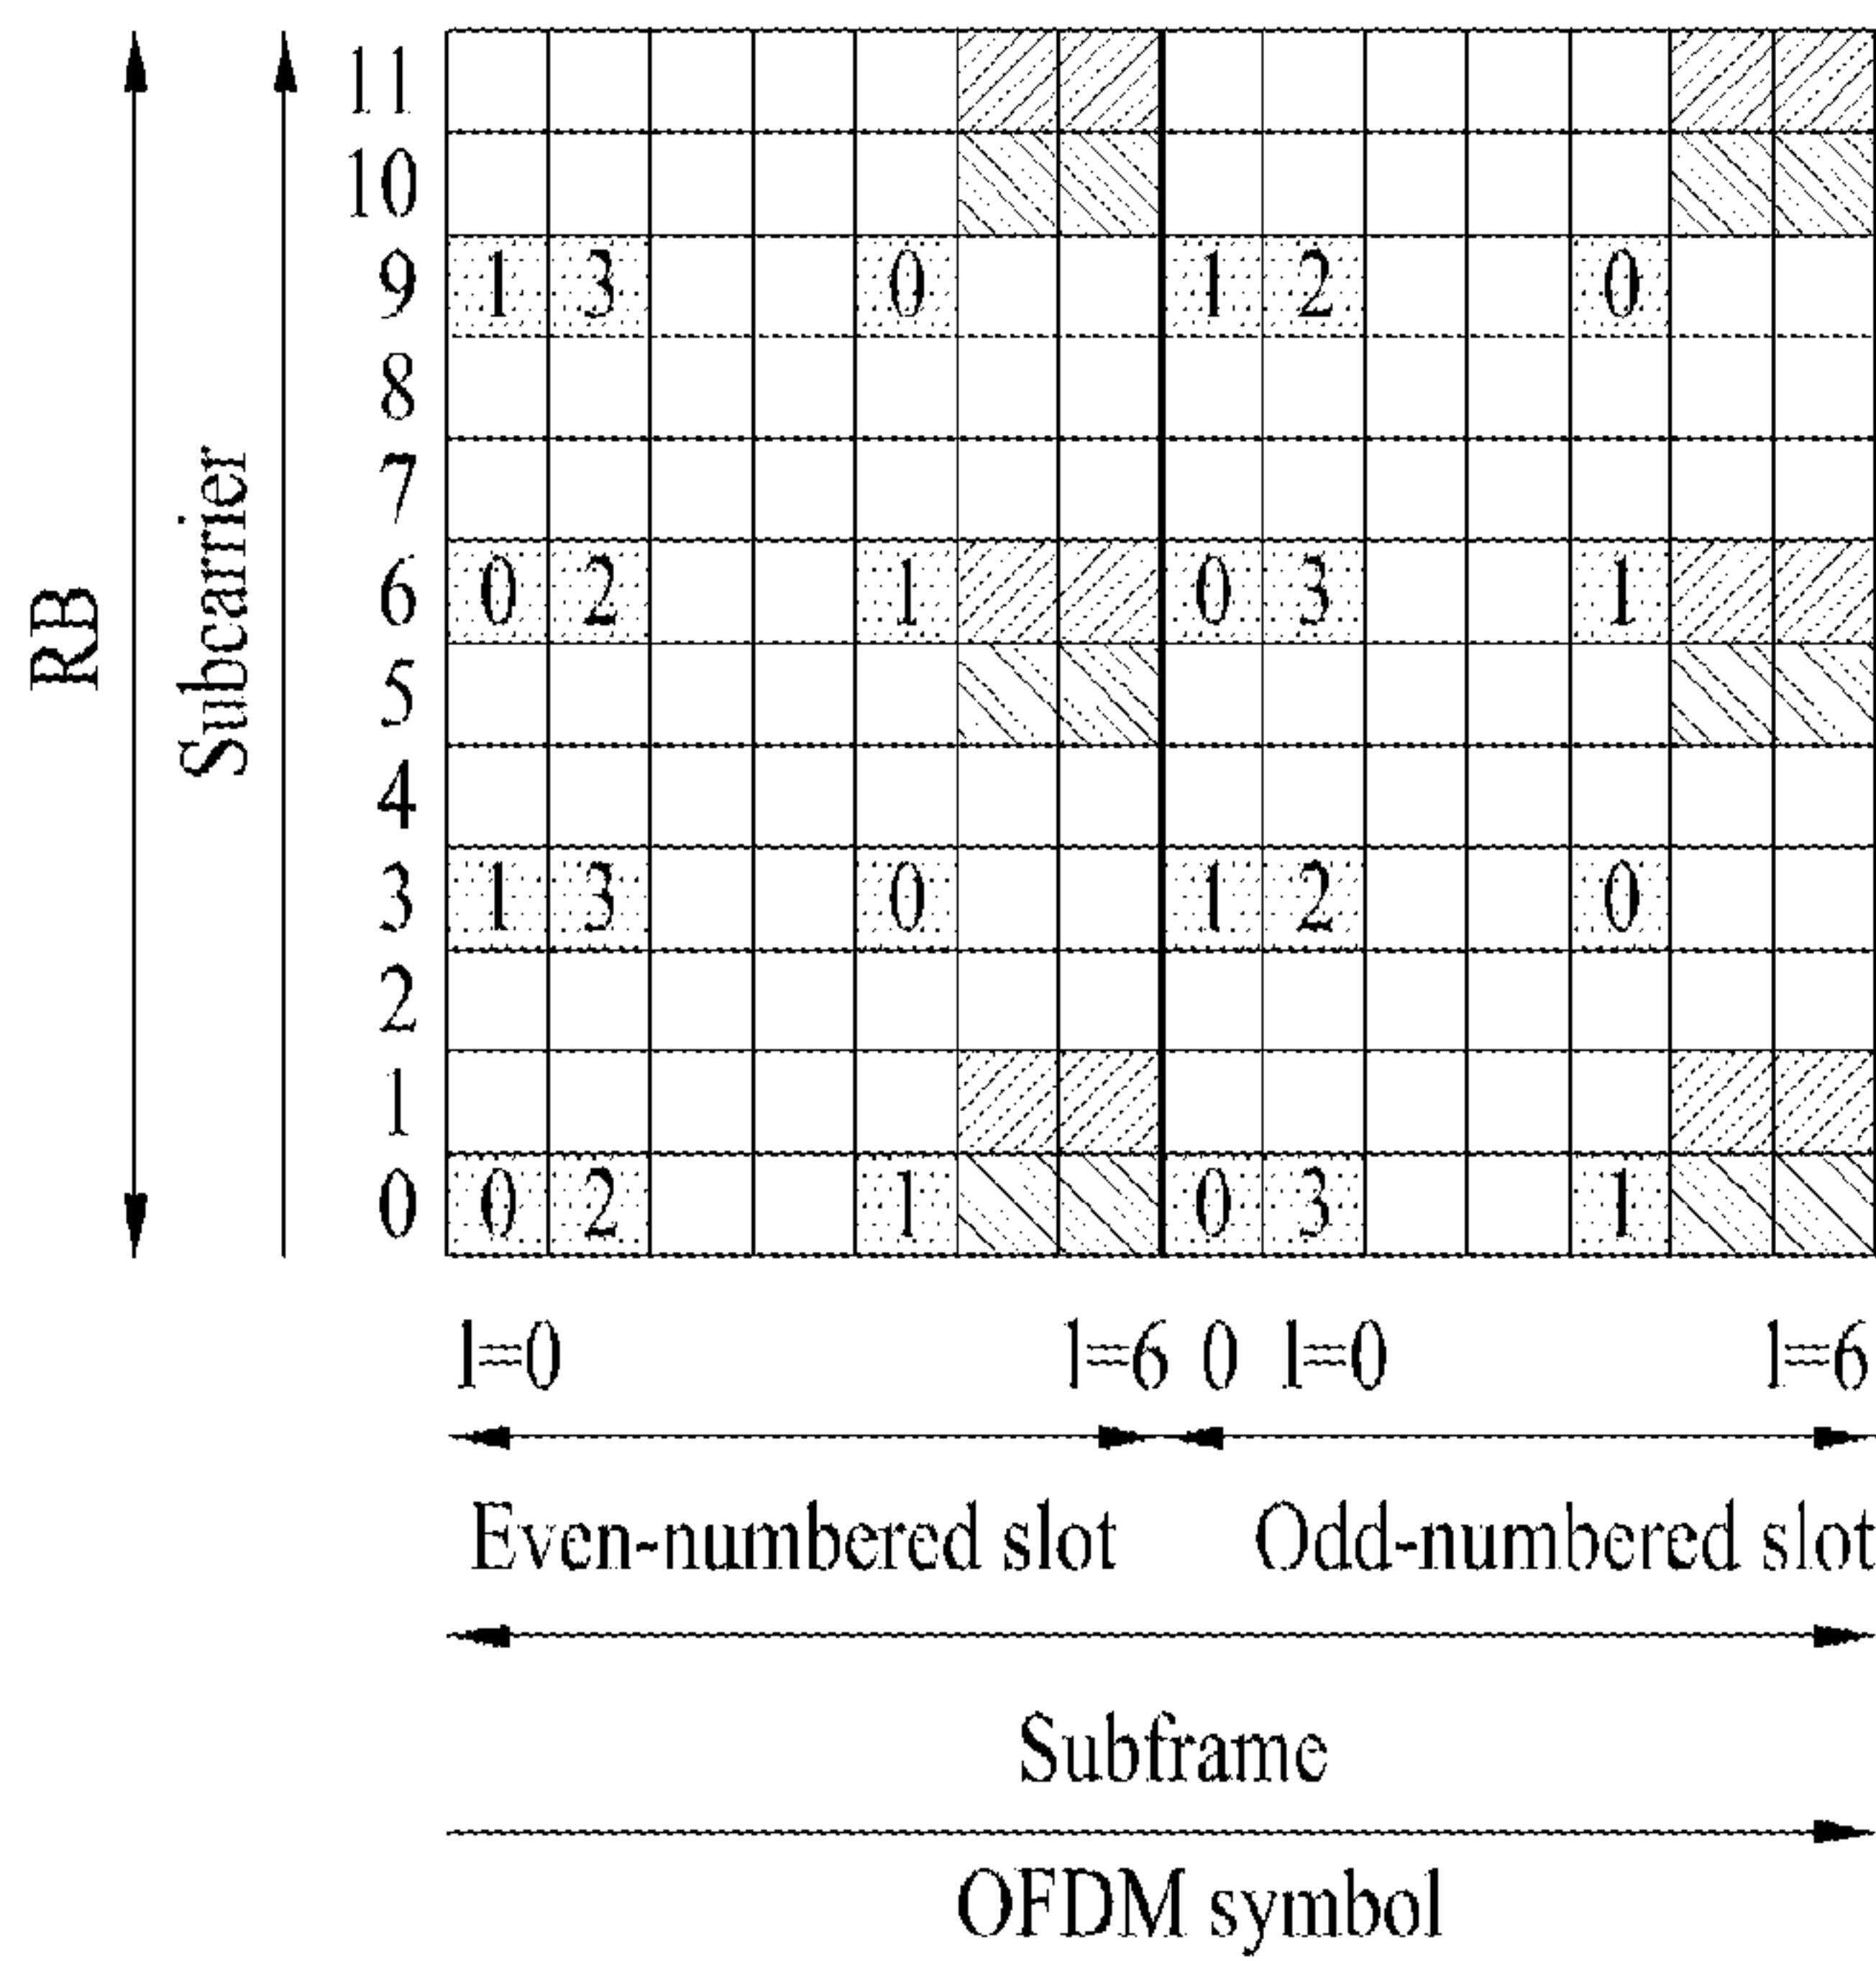 RB
Subcarrier
11
10
9 1 3 0 1 2 0
8
7
6 0 2 1 0 3 1
5
4
3 1 3 0 1 2 0
2
1
0 0 2 1 0 3 1
l=0 l=6 0 l=0 l=6
Even-numbered slot Odd-numbered slot
Subframe
OFDM symbol